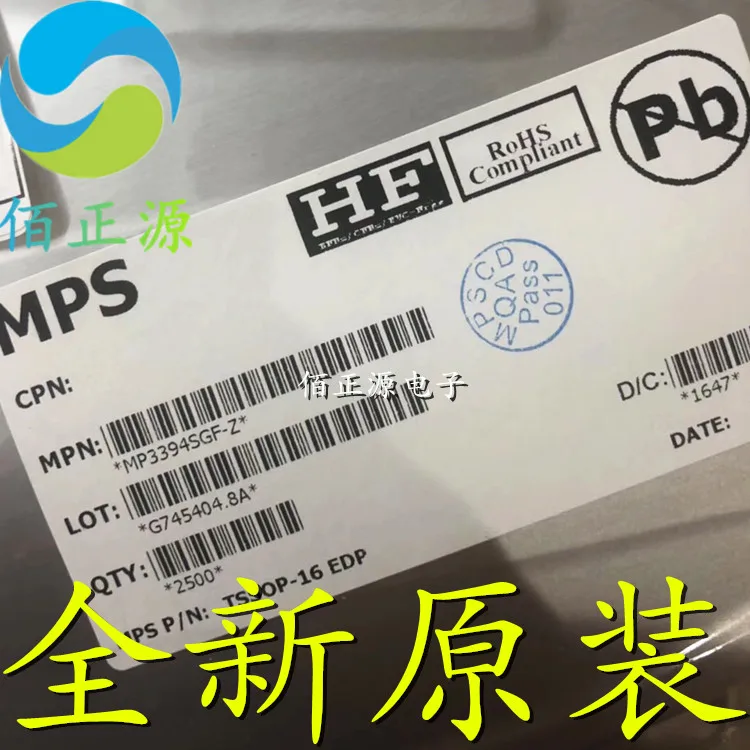 佰正源
HF
RoHS
Compliant
Pb
MPS
MPSCD
QA
Pass
011
CPN:
佰正源电子
MPN:
*MP3394SGF-Z*
D/C:
*1647*
LOT:
*G745404.8A*
DATE:
QTY:
*2500*
MPS P/N: TSSOP-16 EDP
全新原装